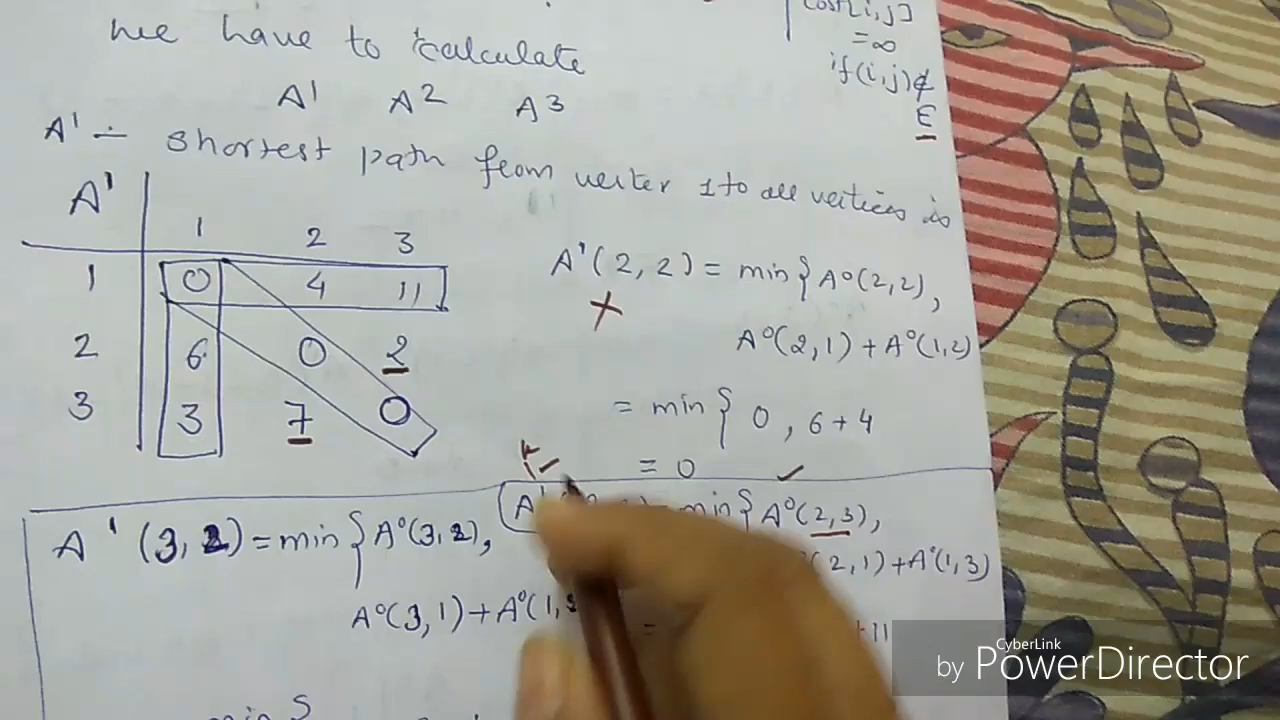 cost[i,j]
= ∞
if(i,j)∉
E
we have to calculate
A¹ A² A³
A¹ :- shortest path from vertex 1 to all vertices is
A¹
1 2 3
1 0 4 11
2 6 0 2
3 3 7 0
A¹(2,2) = min{A⁰(2,2),
A⁰(2,1)+A⁰(1,2)
= min{ 0, 6+4
= 0
A¹(3,2) = min{A⁰(3,2),
A⁰(3,1)+A⁰(1,
k
A¹ = min{A⁰(2,3),
(2,1)+A⁰(1,3)
=
+11
min {
CyberLink
by PowerDirector